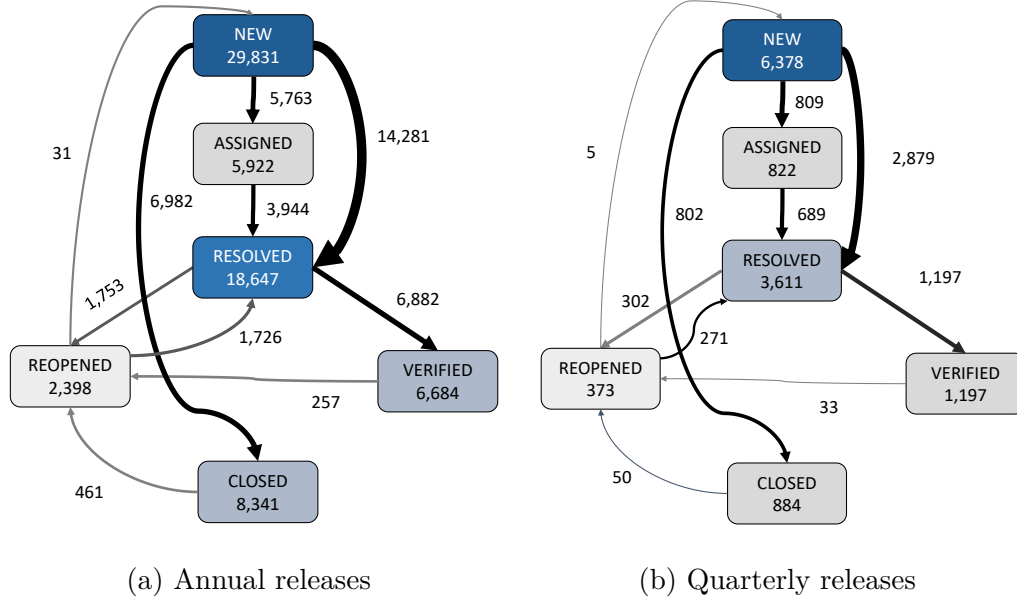 NEW
29,831
5,763
ASSIGNED
5,922
14,281
31
6,982
3,944
RESOLVED
18,647
1,753
6,882
1,726
REOPENED
2,398
VERIFIED
6,684
257
CLOSED
8,341
461
(a) Annual releases
NEW
6,378
809
ASSIGNED
822
2,879
5
802
689
RESOLVED
3,611
302
1,197
271
REOPENED
373
VERIFIED
1,197
33
CLOSED
884
50
(b) Quarterly releases